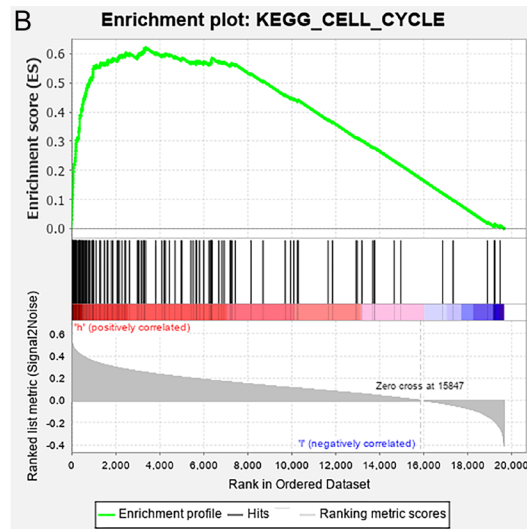 B
Enrichment plot: KEGG_CELL_CYCLE
Enrichment score (ES)
0.6
0.5
0.4
0.3
0.2
0.1
0.0
'h' (positively correlated)
Ranked list metric (Signal2Noise)
0.6
0.4
0.2
0.0
-0.2
-0.4
Zero cross at 15847
'l' (negatively correlated)
0 2,000 4,000 6,000 8,000 10,000 12,000 14,000 16,000 18,000 20,000
Rank in Ordered Dataset
Enrichment profile Hits Ranking metric scores